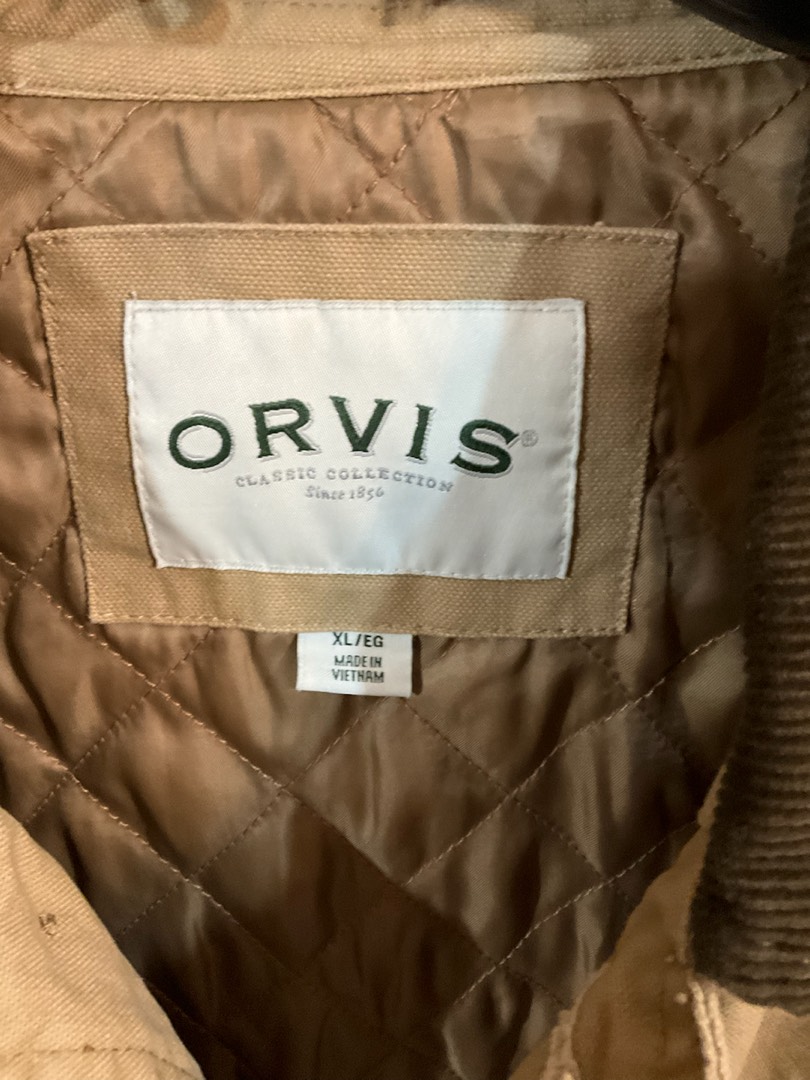 ORVIS®
CLASSIC COLLECTION
Since 1856
XL/EG
MADE IN
VIETNAM